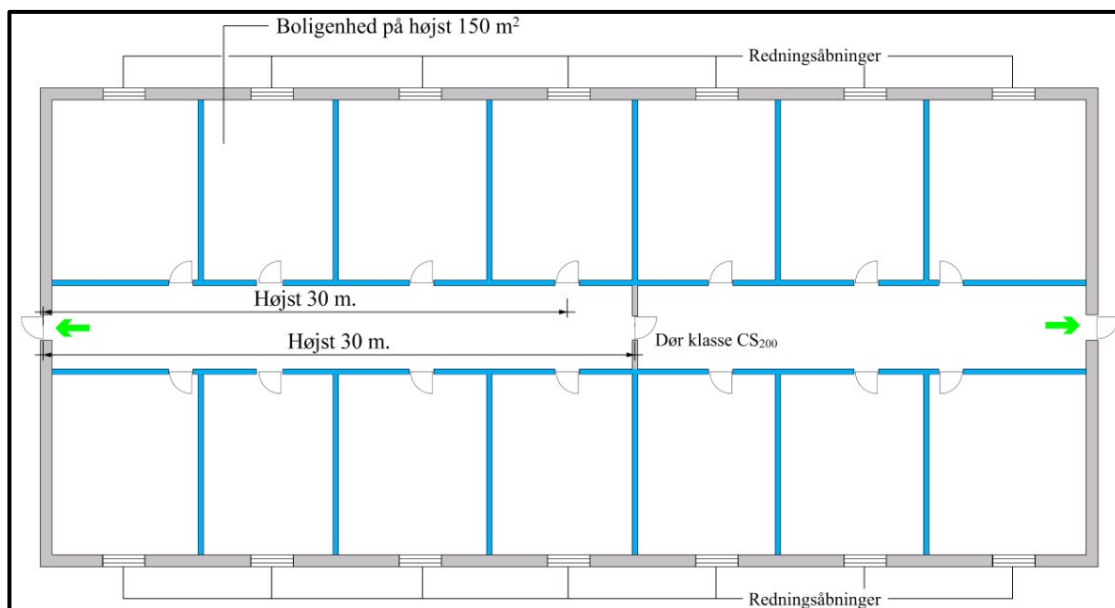 Boligenhed på højst 150 m²
Redningsåbninger
Højst 30 m.
Højst 30 m.
Dør klasse CS₂₀₀
Redningsåbninger